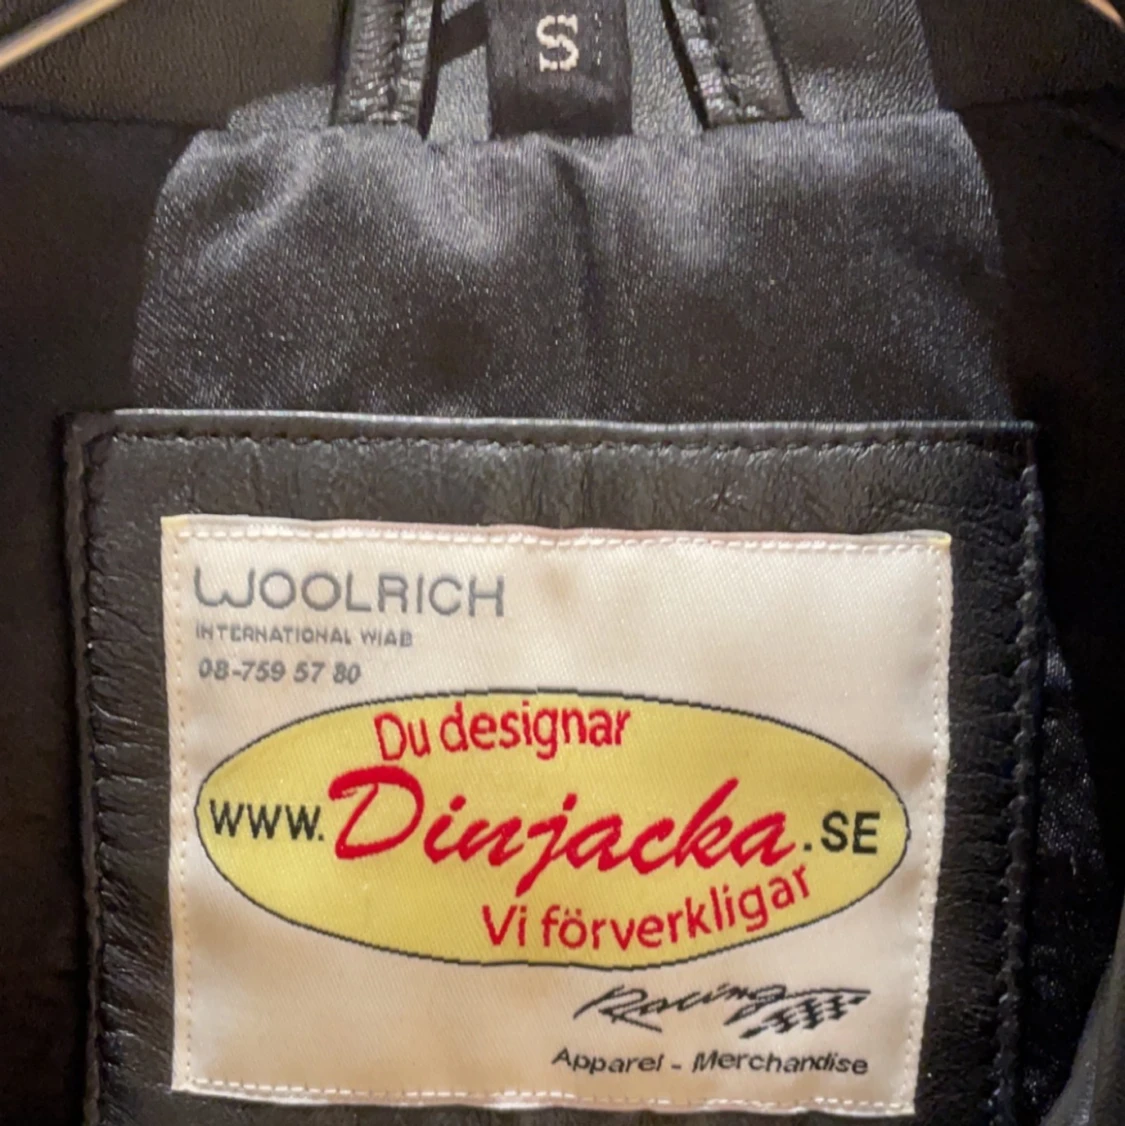 S
WOOLRICH
INTERNATIONAL WIAB
08-759 57 80
Du designar
WWW.Dinjacka.SE
Vi förverkligar
Racing
Apparel - Merchandise